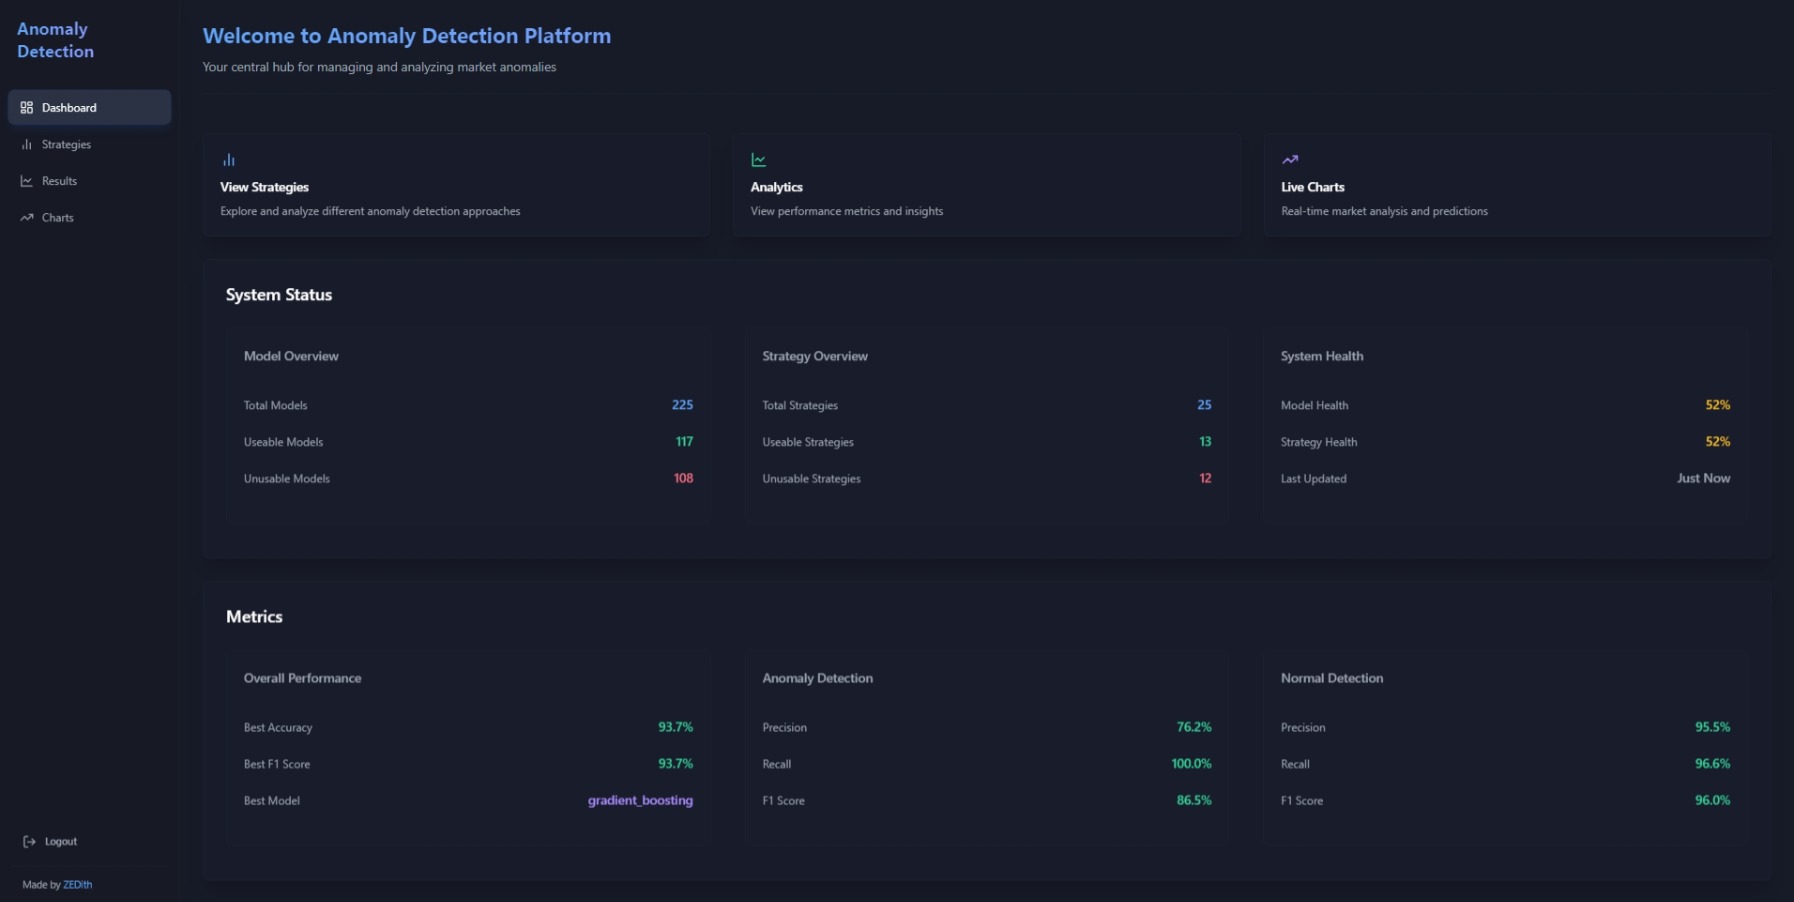 Anomaly
Detection
Dashboard
Strategies
Results
Charts
Logout
Made by ZEDith
Welcome to Anomaly Detection Platform
Your central hub for managing and analyzing market anomalies
View Strategies
Explore and analyze different anomaly detection approaches
Analytics
View performance metrics and insights
Live Charts
Real-time market analysis and predictions
System Status
Model Overview
Total Models 225
Useable Models 117
Unusable Models 108
Strategy Overview
Total Strategies 25
Useable Strategies 13
Unusable Strategies 12
System Health
Model Health 52%
Strategy Health 52%
Last Updated Just Now
Metrics
Overall Performance
Best Accuracy 93.7%
Best F1 Score 93.7%
Best Model gradient_boosting
Anomaly Detection
Precision 76.2%
Recall 100.0%
F1 Score 86.5%
Normal Detection
Precision 95.5%
Recall 96.6%
F1 Score 96.0%